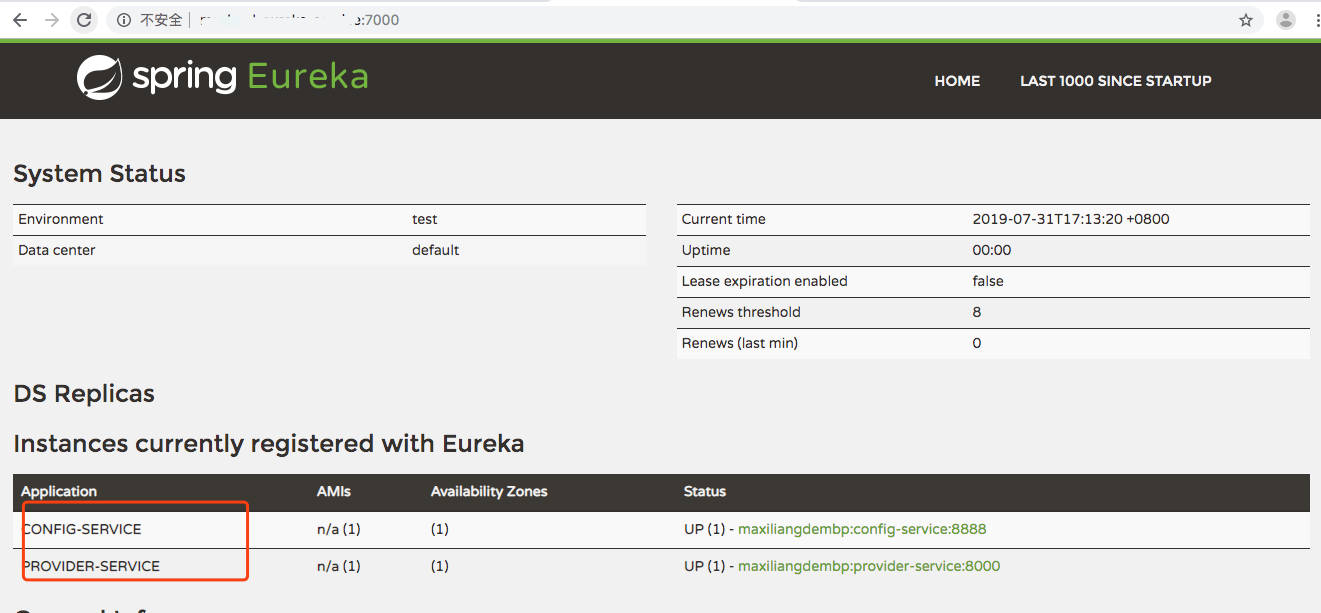 不安全 :7000
spring Eureka
HOME LAST 1000 SINCE STARTUP
System Status
Environment test
Data center default
Current time 2019-07-31T17:13:20 +0800
Uptime 00:00
Lease expiration enabled false
Renews threshold 8
Renews (last min) 0
DS Replicas
Instances currently registered with Eureka
Application AMIs Availability Zones Status
CONFIG-SERVICE n/a (1) (1) UP (1) - maxiliangdembp:config-service:8888
PROVIDER-SERVICE n/a (1) (1) UP (1) - maxiliangdembp:provider-service:8000